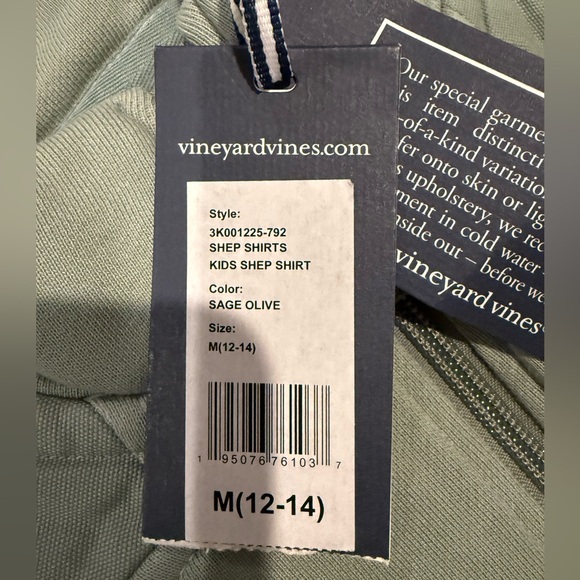 vineyardvines.com
Style:
3K001225-792
SHEP SHIRTS
KIDS SHEP SHIRT
Color:
SAGE OLIVE
Size:
M(12-14)
1 95076 76103 7
M(12-14)
Our special garme
is item distincti
-of-a-kind variation
fer onto skin or lig
s upholstery, we rec
ment in cold water
nside out – before we
vineyard vines